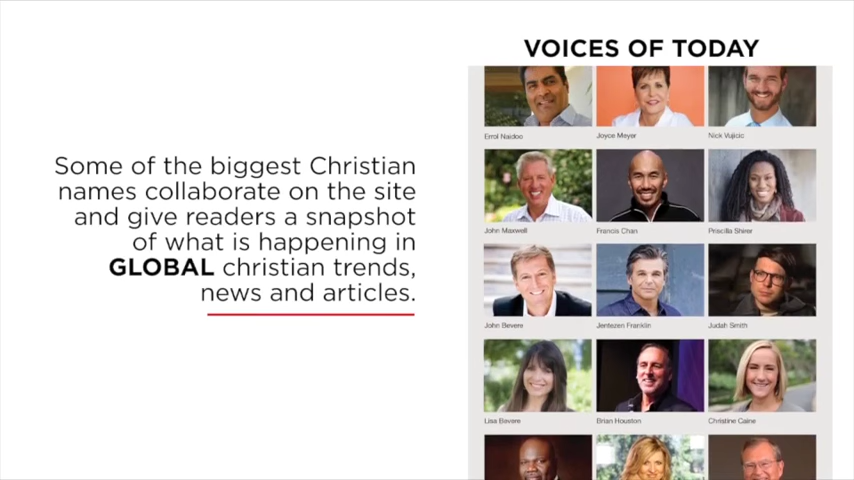 VOICES OF TODAY
Some of the biggest Christian
names collaborate on the site
and give readers a snapshot
of what is happening in
GLOBAL christian trends,
news and articles.
Errol Naidoo
Joyce Meyer
Nick Vujicic
John Maxwell
Francis Chan
Priscilla Shirer
John Bevere
Jentezen Franklin
Judah Smith
Lisa Bevere
Brian Houston
Christine Caine